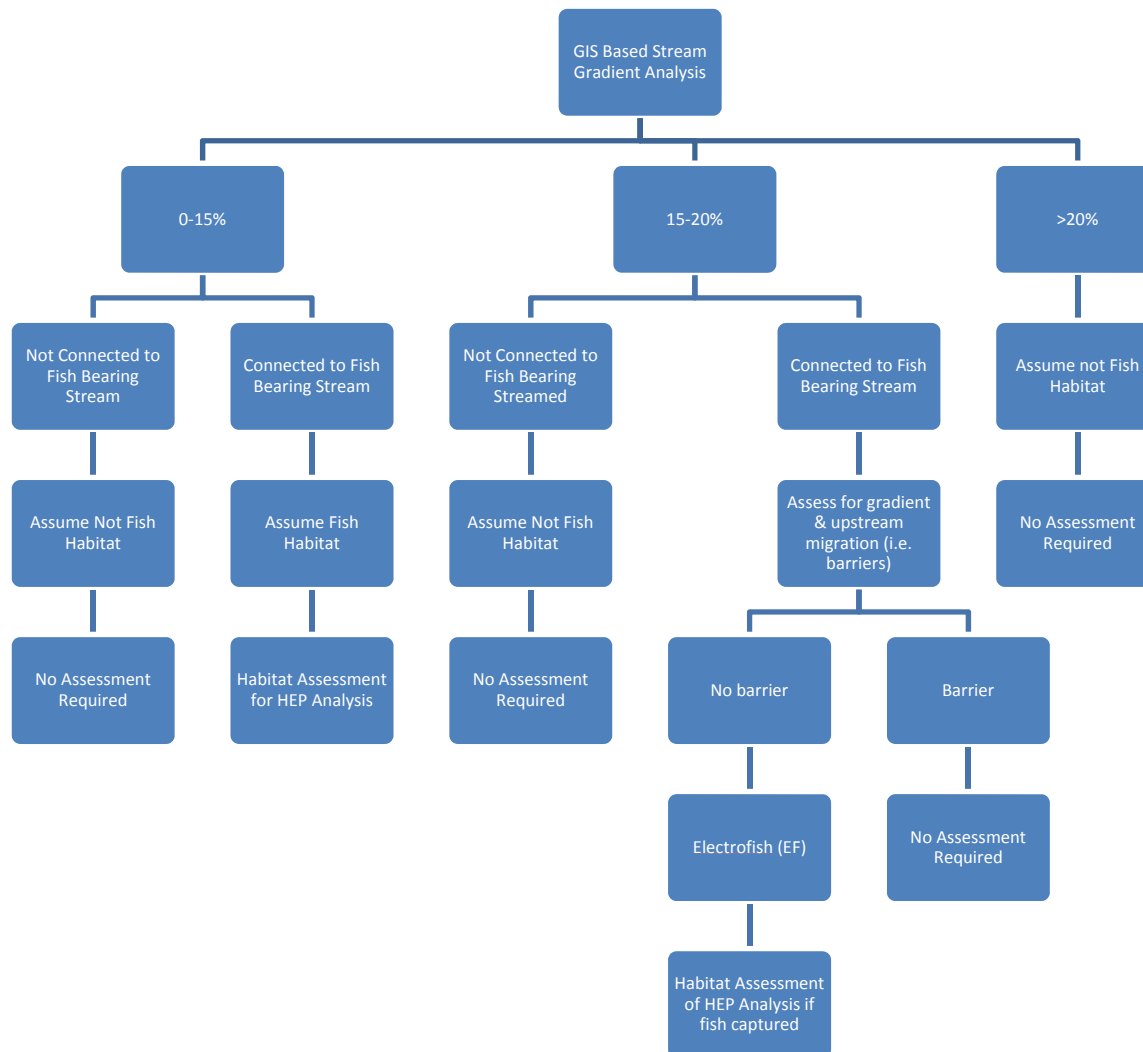 GIS Based Stream
Gradient Analysis
0-15%
15-20%
>20%
Not Connected to
Fish Bearing
Stream
Connected to Fish
Bearing Stream
Not Connected to
Fish Bearing
Streamed
Connected to Fish
Bearing Stream
Assume not Fish
Habitat
Assume Not Fish
Habitat
Assume Fish
Habitat
Assume Not Fish
Habitat
Assess for gradient
& upstream
migration (i.e.
barriers)
No Assessment
Required
No Assessment
Required
Habitat Assessment
for HEP Analysis
No Assessment
Required
No barrier
Barrier
Electrofish (EF)
No Assessment
Required
Habitat Assessment
of HEP Analysis if
fish captured